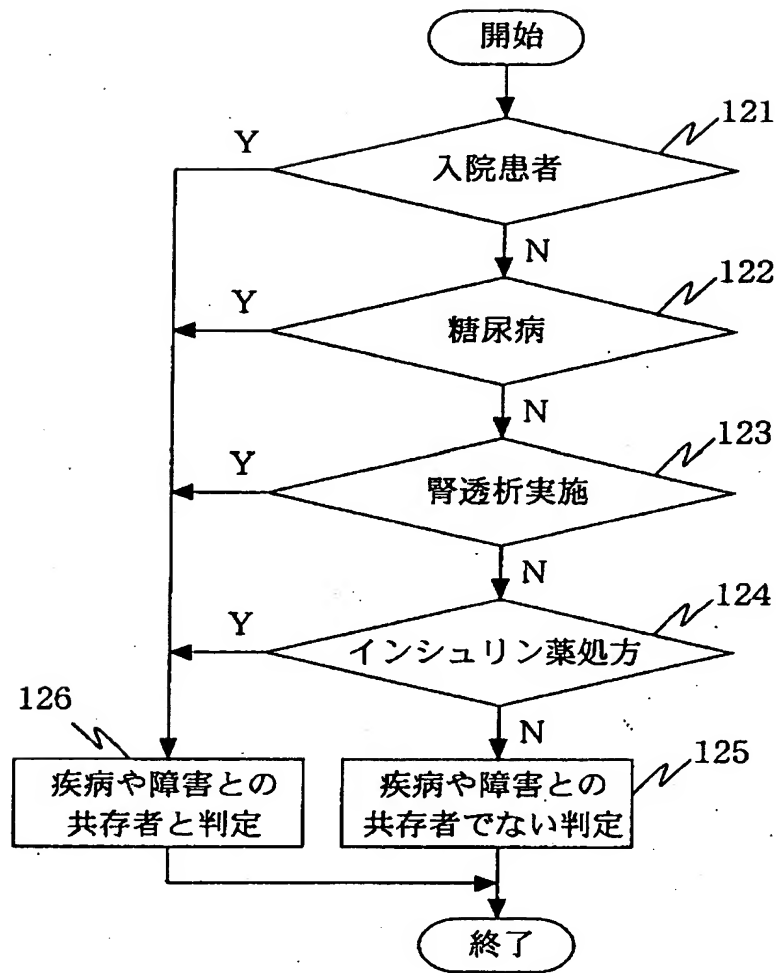 開始
121
Y
入院患者
N
122
Y
糖尿病
N
123
Y
腎透析実施
N
124
Y
インシュリン薬処方
N
126
125
疾病や障害との
共存者と判定
疾病や障害との
共存者でない判定
終了